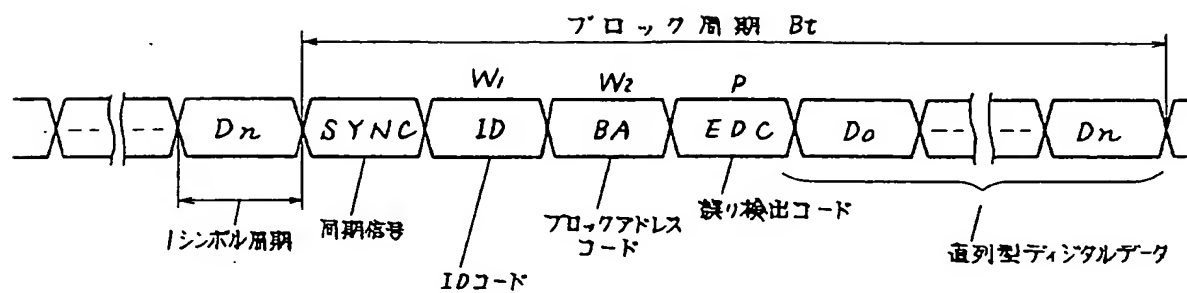 ブロック周期 Bt
W1 W2 P
-- -- Dn SYNC ID BA EDC Do -- -- Dn
1シンボル周期
同期信号
IDコード
ブロックアドレス
コード
誤り検出コード
直列型ディジタルデータ